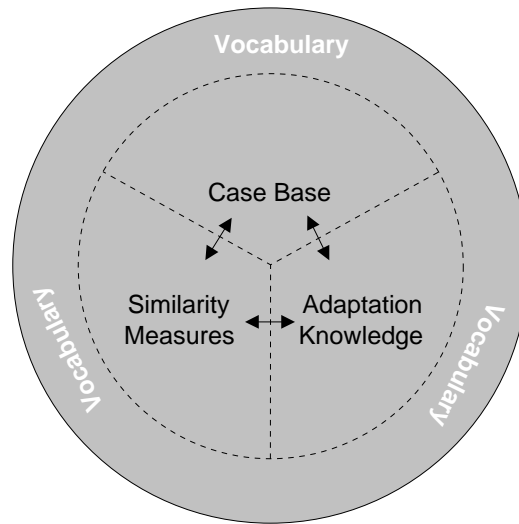 Vocabulary
Case Base
Similarity
Measures
Adaptation
Knowledge
Vocabulary
Vocabulary